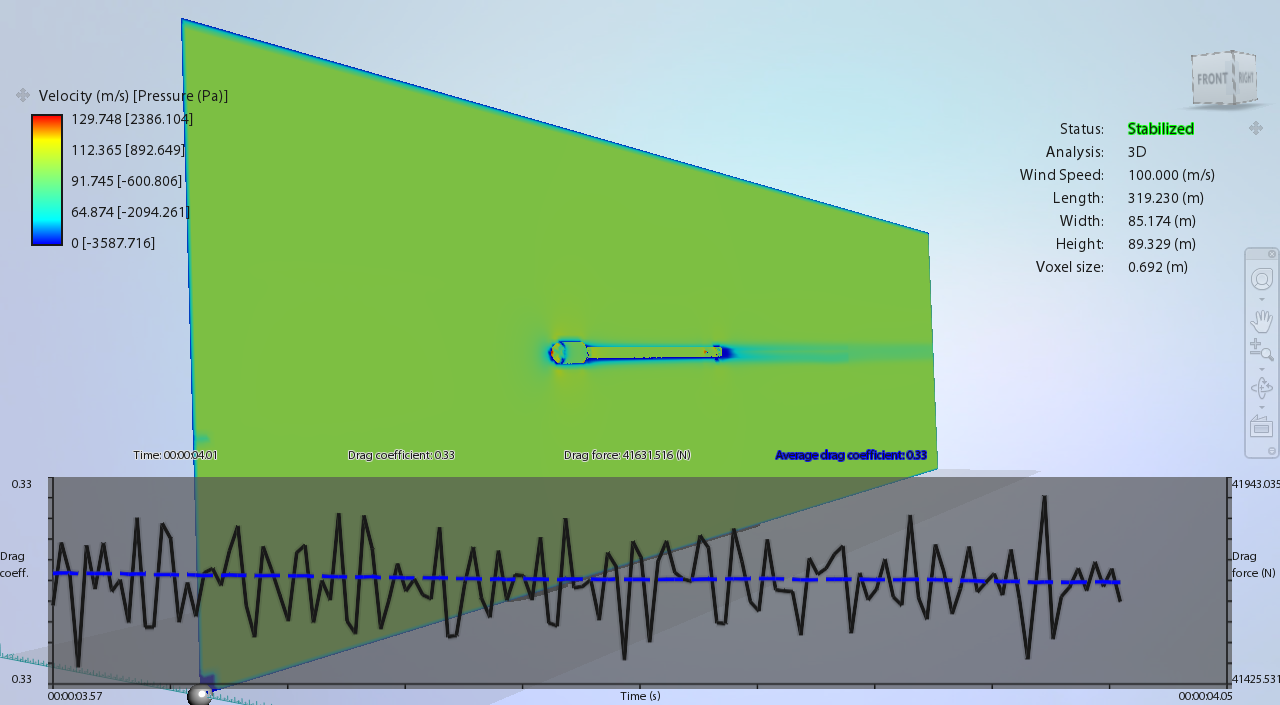 Velocity (m/s) [Pressure (Pa)]
129.748 [2386.104]
112.365 [892.649]
91.745 [-600.806]
64.874 [-2094.261]
0 [-3587.716]
FRONT RIGHT
Status: Stabilized
Analysis: 3D
Wind Speed: 100.000 (m/s)
Length: 319.230 (m)
Width: 85.174 (m)
Height: 89.329 (m)
Voxel size: 0.692 (m)
Time: 00:00:04.01 Drag coefficient: 0.33 Drag force: 41631.516 (N) Average drag coefficient: 0.33
0.33 41943.035
Drag coeff.
Drag force (N)
0.33 41425.531
00:00:03.57 Time (s) 00:00:04.05